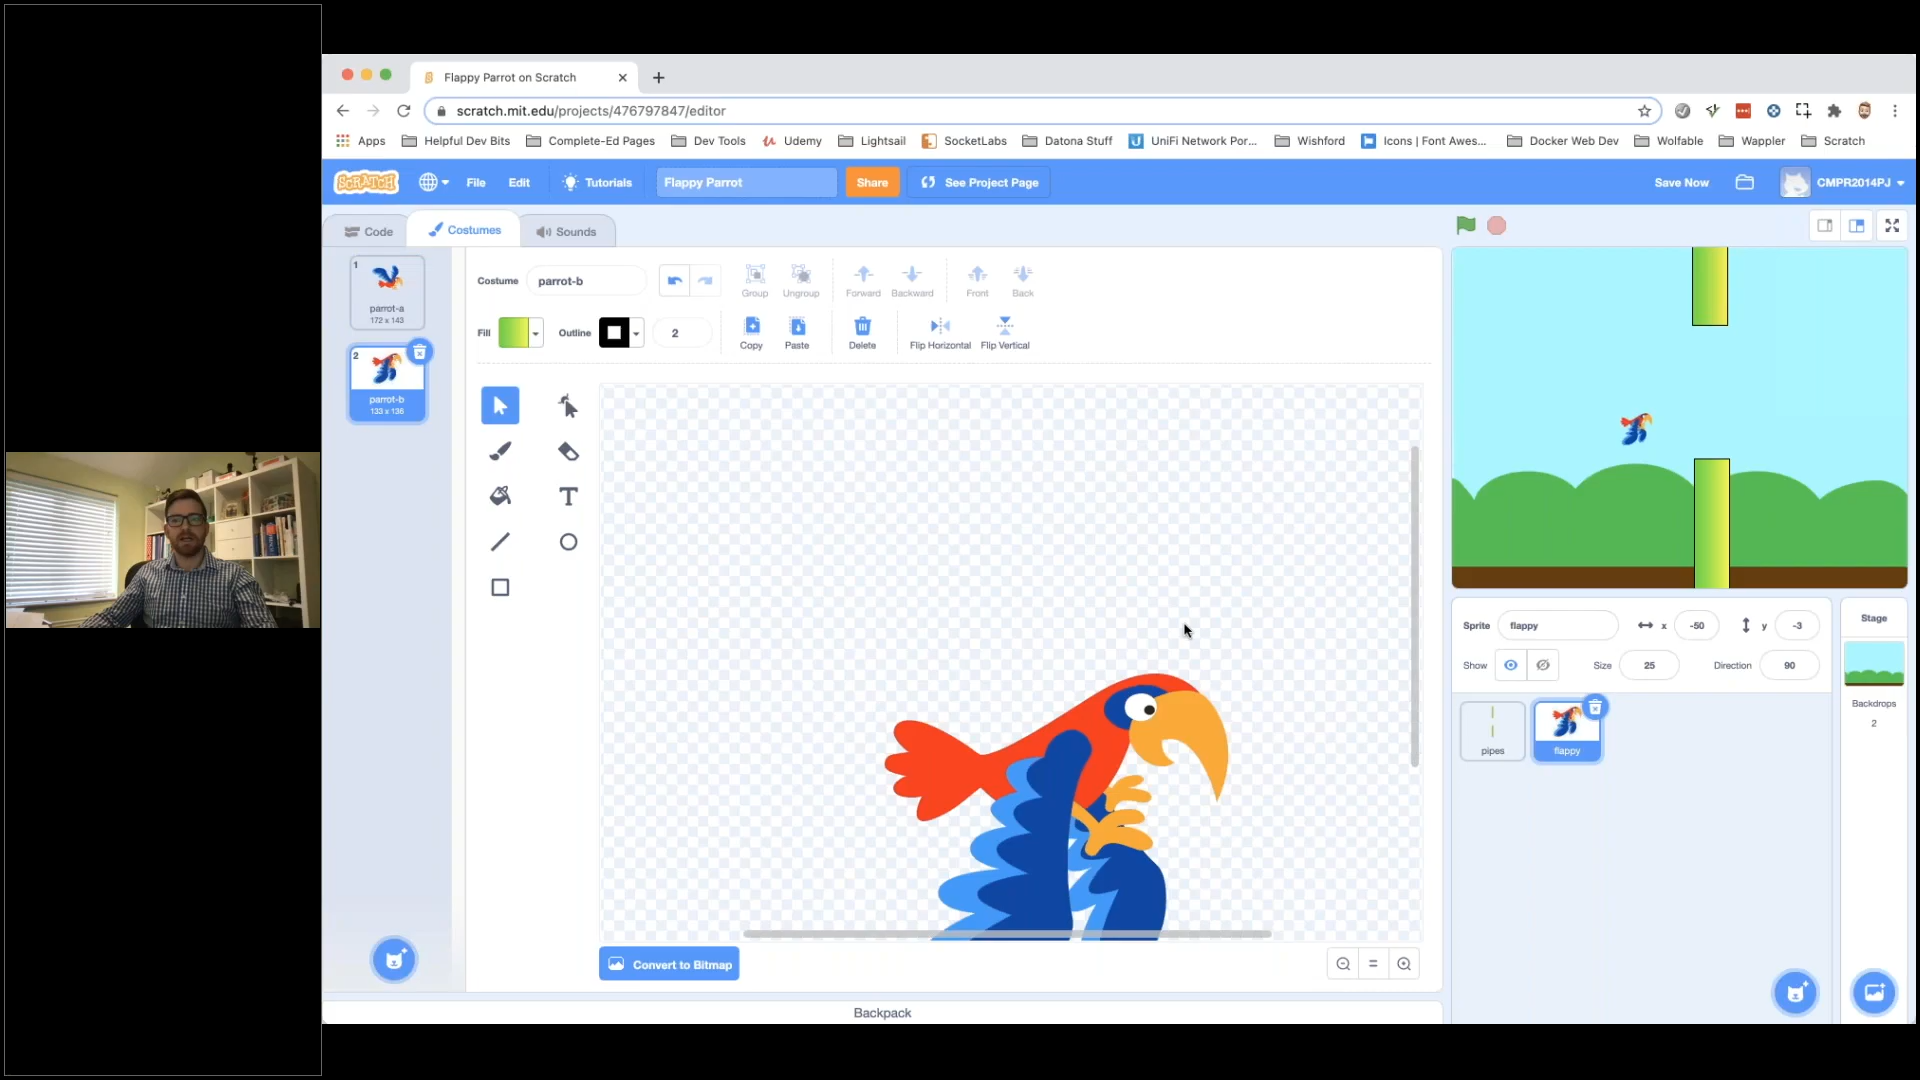 Flappy Parrot on Scratch
scratch.mit.edu/projects/476797847/editor
Apps Helpful Dev Bits Complete-Ed Pages Dev Tools Udemy Lightsail SocketLabs Datona Stuff UniFi Network Por... Wishford Icons | Font Awes... Docker Web Dev Wolfable Wappler Scratch
SCRATCH File Edit Tutorials Flappy Parrot Share See Project Page Save Now CMPR2014PJ
Code Costumes Sounds
1
parrot-a
172 x 143
2
parrot-b
133 x 136
Costume parrot-b Group Ungroup Forward Backward Front Back
Fill Outline 2 Copy Paste Delete Flip Horizontal Flip Vertical
T
Convert to Bitmap
Backpack
Sprite flappy x -50 y -3
Show Size 25 Direction 90
pipes
flappy
Stage
Backdrops
2